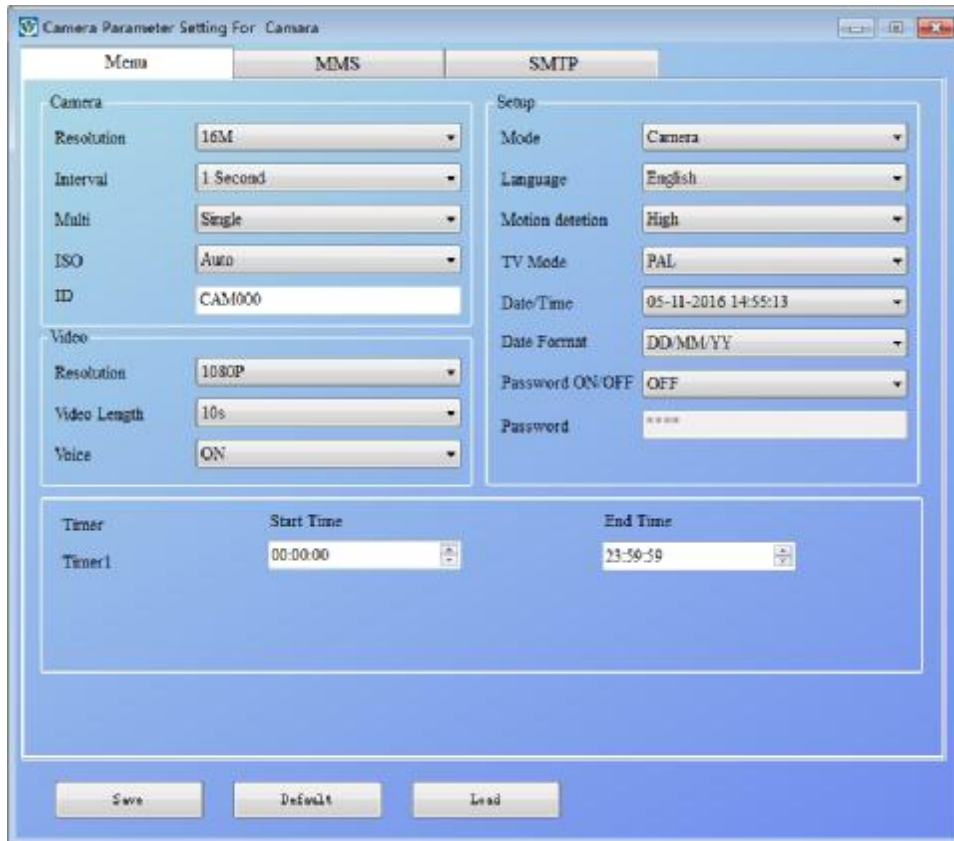 Camera Parameter Setting For Camara
Menu MMS SMTP
Camera
Resolution 16M
Interval 1 Second
Multi Single
ISO Auto
ID CAM000
Video
Resolution 1080P
Video Length 10s
Voice ON
Setup
Mode Camera
Language English
Motion detetion High
TV Mode PAL
Date/Time 05-11-2016 14:55:13
Date Format DD/MM/YY
Password ON/OFF OFF
Password ****
Timer Start Time End Time
Timer1 00:00:00 23:59:59
Save Default Load